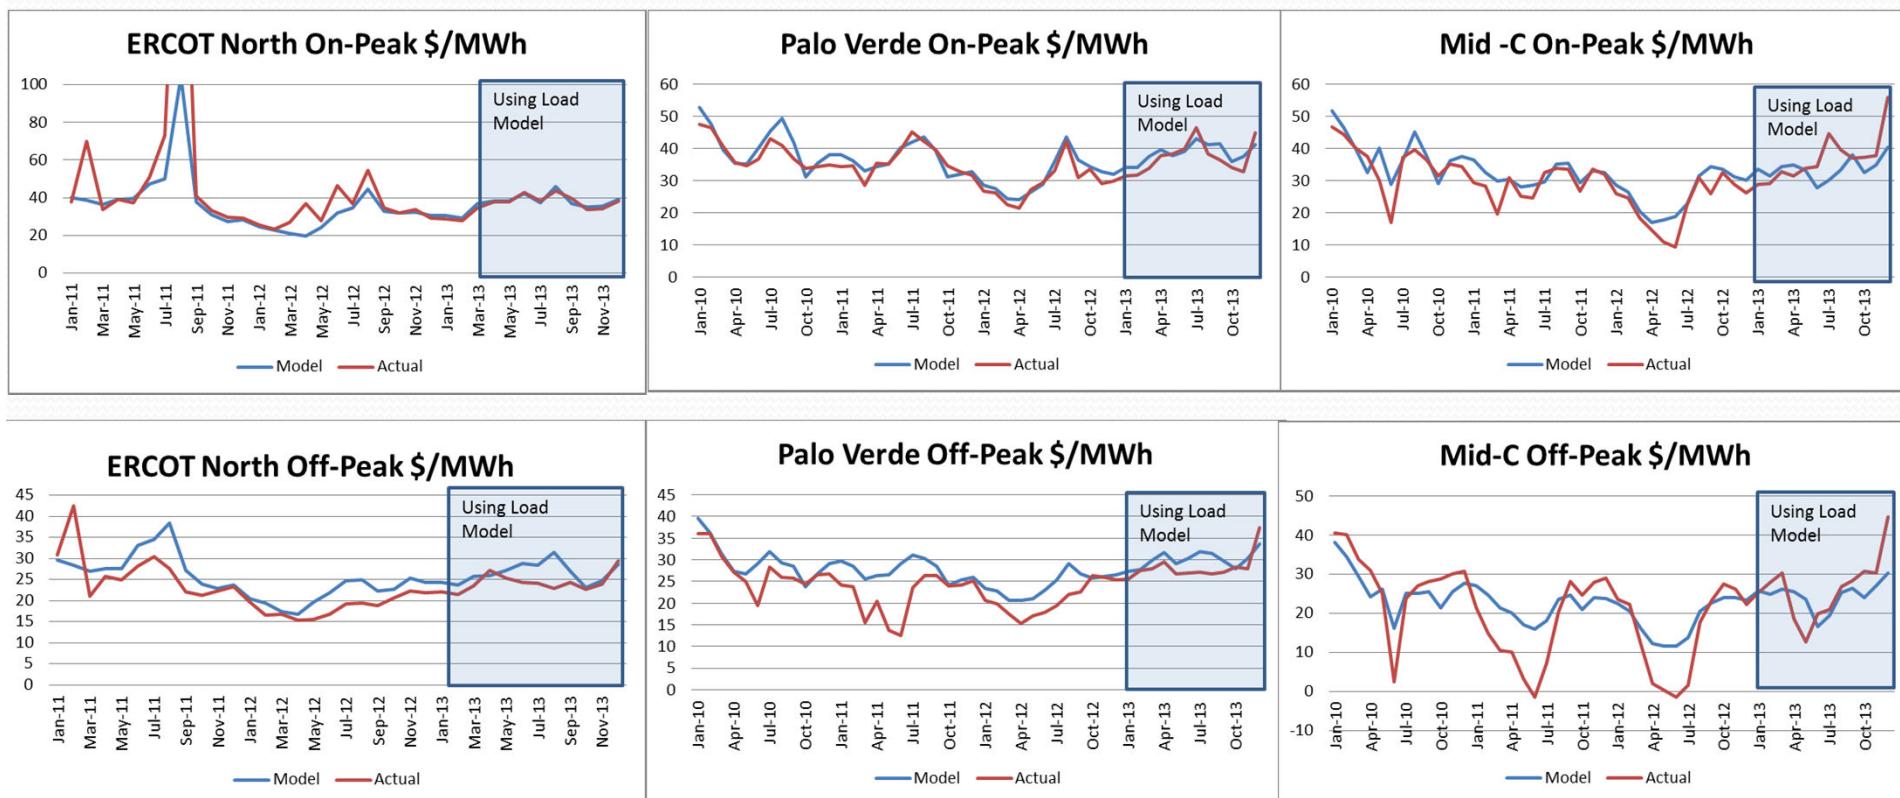 ERCOT North On-Peak $/MWh
100
80
60
40
20
0
Using Load
Model
Jan-11
Mar-11
May-11
Jul-11
Sep-11
Nov-11
Jan-12
Mar-12
May-12
Jul-12
Sep-12
Nov-12
Jan-13
Mar-13
May-13
Jul-13
Sep-13
Nov-13
Model Actual
Palo Verde On-Peak $/MWh
60
50
40
30
20
10
0
Using Load
Model
Jan-10
Apr-10
Jul-10
Oct-10
Jan-11
Apr-11
Jul-11
Oct-11
Jan-12
Apr-12
Jul-12
Oct-12
Jan-13
Apr-13
Jul-13
Oct-13
Model Actual
Mid -C On-Peak $/MWh
60
50
40
30
20
10
0
Using Load
Model
Jan-10
Apr-10
Jul-10
Oct-10
Jan-11
Apr-11
Jul-11
Oct-11
Jan-12
Apr-12
Jul-12
Oct-12
Jan-13
Apr-13
Jul-13
Oct-13
Model Actual
ERCOT North Off-Peak $/MWh
45
40
35
30
25
20
15
10
5
0
Using Load
Model
Jan-11
Mar-11
May-11
Jul-11
Sep-11
Nov-11
Jan-12
Mar-12
May-12
Jul-12
Sep-12
Nov-12
Jan-13
Mar-13
May-13
Jul-13
Sep-13
Nov-13
Model Actual
Palo Verde Off-Peak $/MWh
45
40
35
30
25
20
15
10
5
0
Using Load
Model
Jan-10
Apr-10
Jul-10
Oct-10
Jan-11
Apr-11
Jul-11
Oct-11
Jan-12
Apr-12
Jul-12
Oct-12
Jan-13
Apr-13
Jul-13
Oct-13
Model Actual
Mid-C Off-Peak $/MWh
50
40
30
20
10
0
-10
Using Load
Model
Jan-10
Apr-10
Jul-10
Oct-10
Jan-11
Apr-11
Jul-11
Oct-11
Jan-12
Apr-12
Jul-12
Oct-12
Jan-13
Apr-13
Jul-13
Oct-13
Model Actual